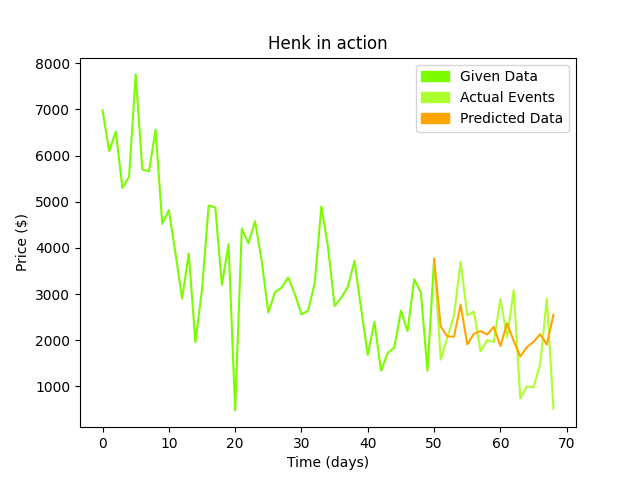 Henk in action
Given Data
Actual Events
Predicted Data
8000
7000
6000
5000
4000
3000
2000
1000
Price ($)
0 10 20 30 40 50 60 70
Time (days)